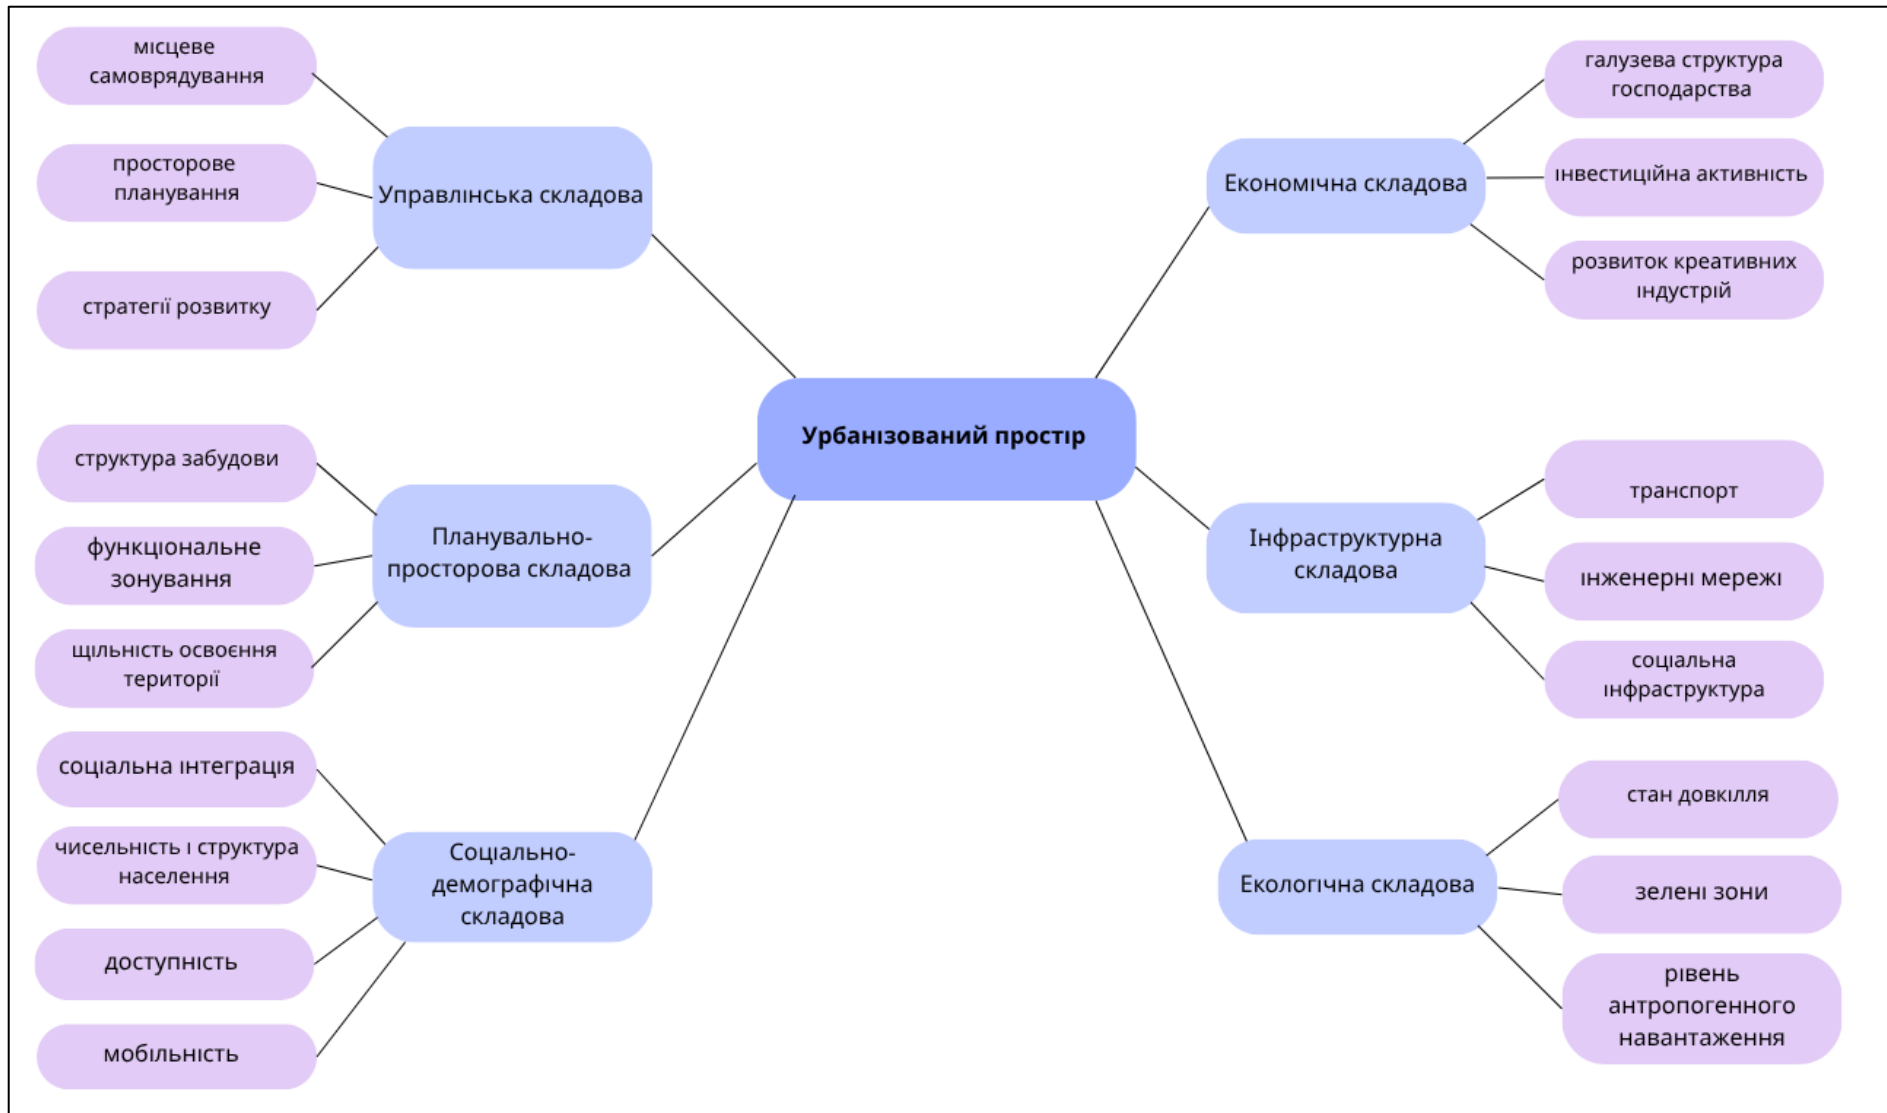 місцеве
самоврядування
просторове
планування
стратегії розвитку
Управлінська складова
структура забудови
функціональне
зонування
щільність освоєння
території
Планувально-
просторова складова
соціальна інтеграція
чисельність і структура
населення
доступність
мобільність
Соціально-
демографічна
складова
Урбанізований простір
Економічна складова
галузева структура
господарства
інвестиційна активність
розвиток креативних
індустрій
Інфраструктурна
складова
транспорт
інженерні мережі
соціальна
інфраструктура
Екологічна складова
стан довкілля
зелені зони
рівень
антропогенного
навантаження